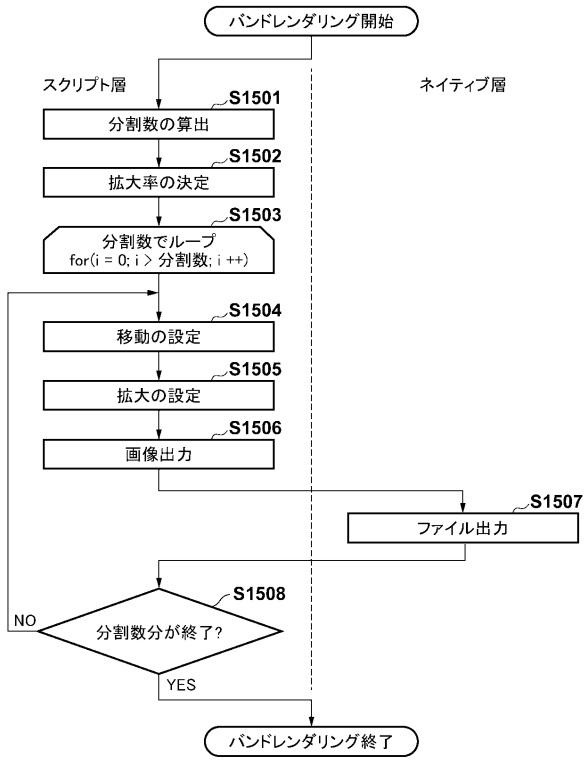 バンドレンダリング開始
スクリプト層
ネイティブ層
S1501
分割数の算出
S1502
拡大率の決定
S1503
分割数でループ
for(i = 0; i > 分割数; i ++)
S1504
移動の設定
S1505
拡大の設定
S1506
画像出力
S1507
ファイル出力
S1508
分割数分が終了?
NO
YES
バンドレンダリング終了